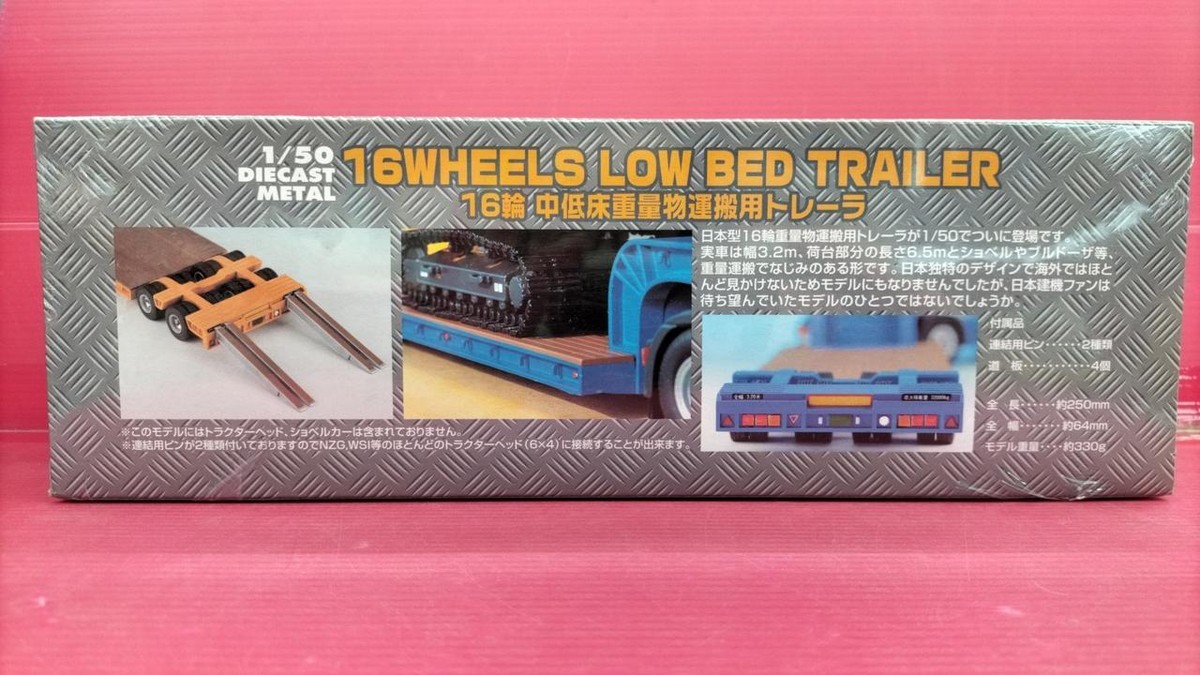 1/50
DIECAST
METAL
16WHEELS LOW BED TRAILER
16輪 中低床重量物運搬用トレーラ
日本型16輪重量物運搬用トレーラが1/50でついに登場です。
実車は幅3.2m、荷台部分の長さ6.5mとショベルやブルドーザ等、
重量運搬でなじみのある形です。日本独特のデザインで海外ではほと
んど見かけないためモデルにもなりませんでしたが、日本建機ファンは
待ち望んでいたモデルのひとつではないでしょうか。
付属品
連結用ピン……2種類
道 板…………4個
全 長……約250mm
全 幅……・約64mm
モデル重量…・約330g
※このモデルにはトラクターヘッド、ショベルカーは含まれておりません。
※連結用ピンが2種類付いておりますのでNZG,WSI等のほとんどのトラクターヘッド(6×4)に接続することが出来ます。
全幅 3.20m